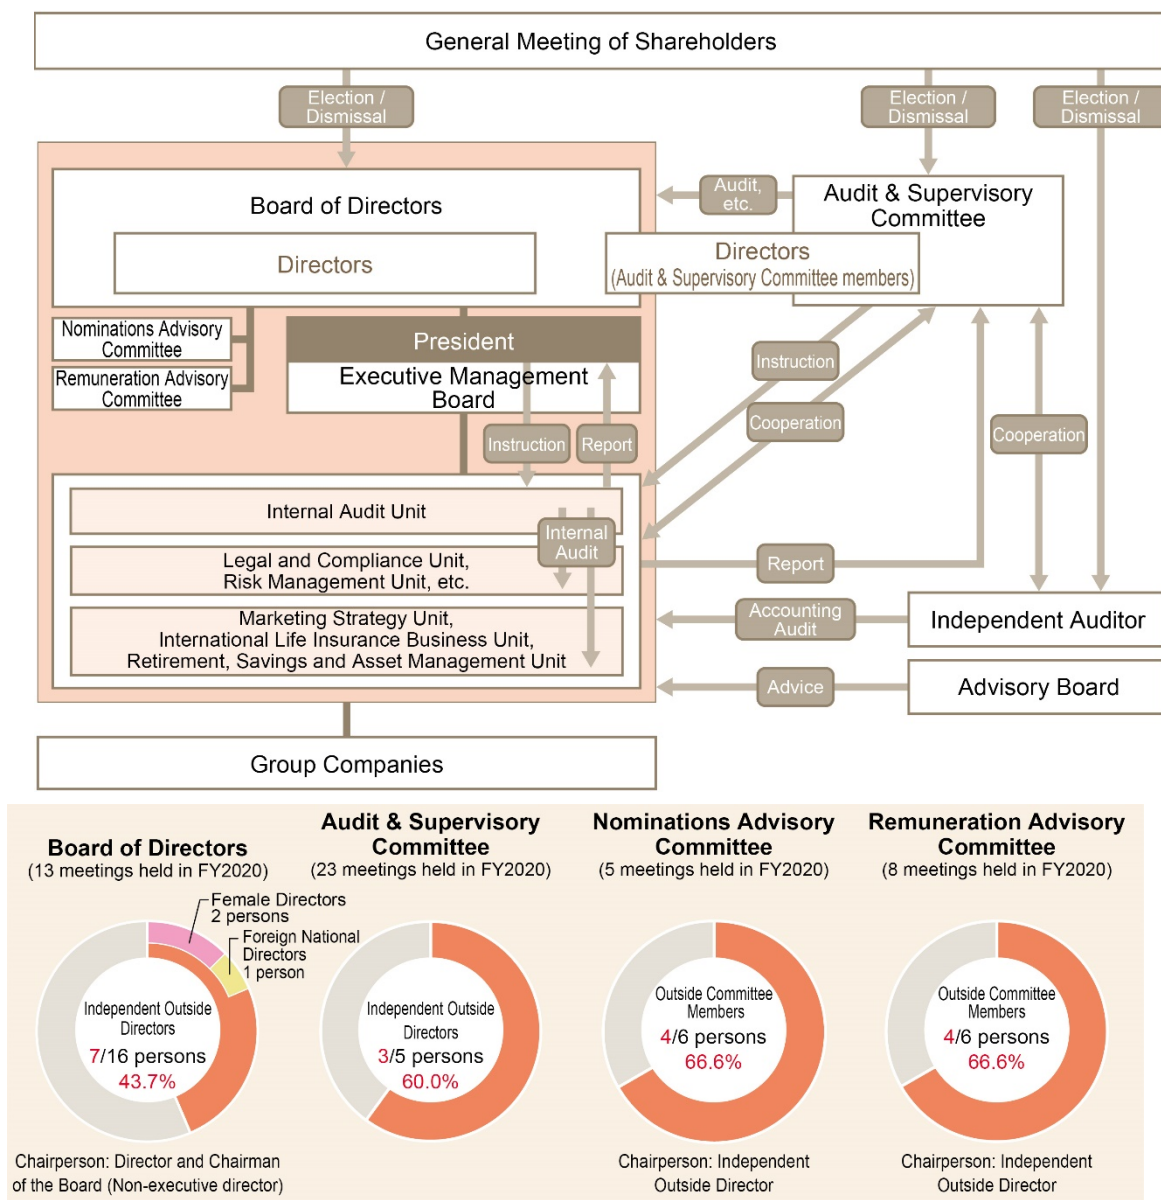 General Meeting of Shareholders
Election /
Dismissal
Election /
Dismissal
Election /
Dismissal
Board of Directors
Directors
Audit,
etc.
Audit & Supervisory
Committee
Directors
(Audit & Supervisory Committee members)
Nominations Advisory
Committee
Remuneration Advisory
Committee
President
Executive Management
Board
Instruction
Report
Instruction
Cooperation
Cooperation
Internal Audit Unit
Internal
Audit
Legal and Compliance Unit,
Risk Management Unit, etc.
Report
Marketing Strategy Unit,
International Life Insurance Business Unit,
Retirement, Savings and Asset Management Unit
Accounting
Audit
Independent Auditor
Advice
Advisory Board
Group Companies
Board of Directors
(13 meetings held in FY2020)
Female Directors
2 persons
Foreign National
Directors
1 person
Independent Outside
Directors
7/16 persons
43.7%
Chairperson: Director and Chairman
of the Board (Non-executive director)
Audit & Supervisory
Committee
(23 meetings held in FY2020)
Independent Outside
Directors
3/5 persons
60.0%
Nominations Advisory
Committee
(5 meetings held in FY2020)
Outside Committee
Members
4/6 persons
66.6%
Chairperson: Independent
Outside Director
Remuneration Advisory
Committee
(8 meetings held in FY2020)
Outside Committee
Members
4/6 persons
66.6%
Chairperson: Independent
Outside Director